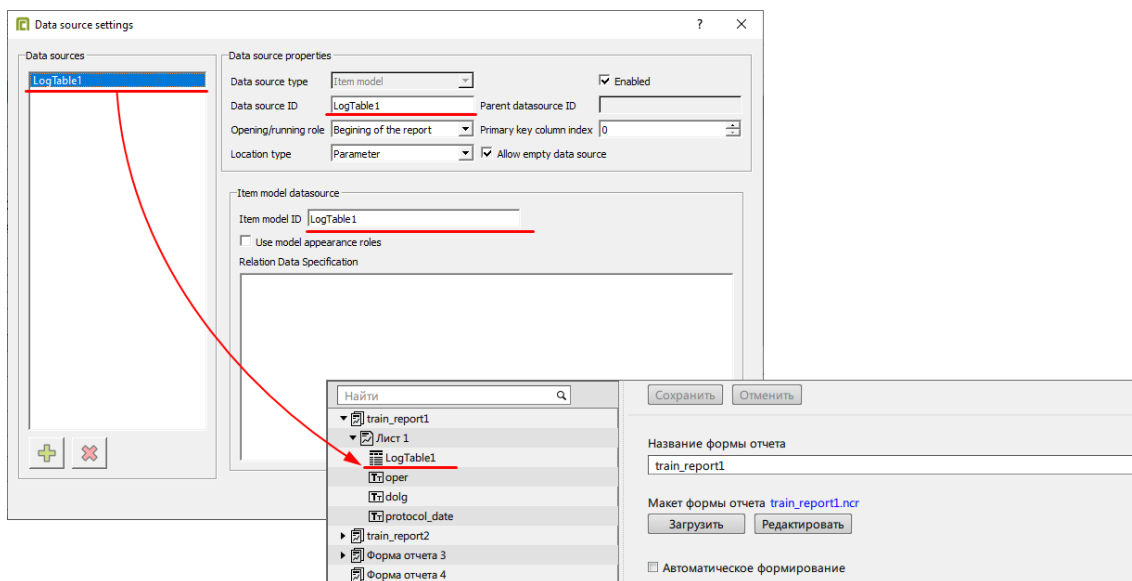 Data source settings
? X
Data sources
LogTable1
Data source properties
Data source type Item model Enabled
Data source ID LogTable1 Parent datasource ID
Opening/running role Begining of the report Primary key column index 0
Location type Parameter Allow empty data source
Item model datasource
Item model ID LogTable1
Use model appearance roles
Relation Data Specification
Найти
train_report1
Лист 1
LogTable1
oper
dolg
protocol_date
train_report2
Форма отчета 3
Форма отчета 4
Сохранить Отменить
Название формы отчета
train_report1
Макет формы отчета train_report1.ncr
Загрузить Редактировать
Автоматическое формирование